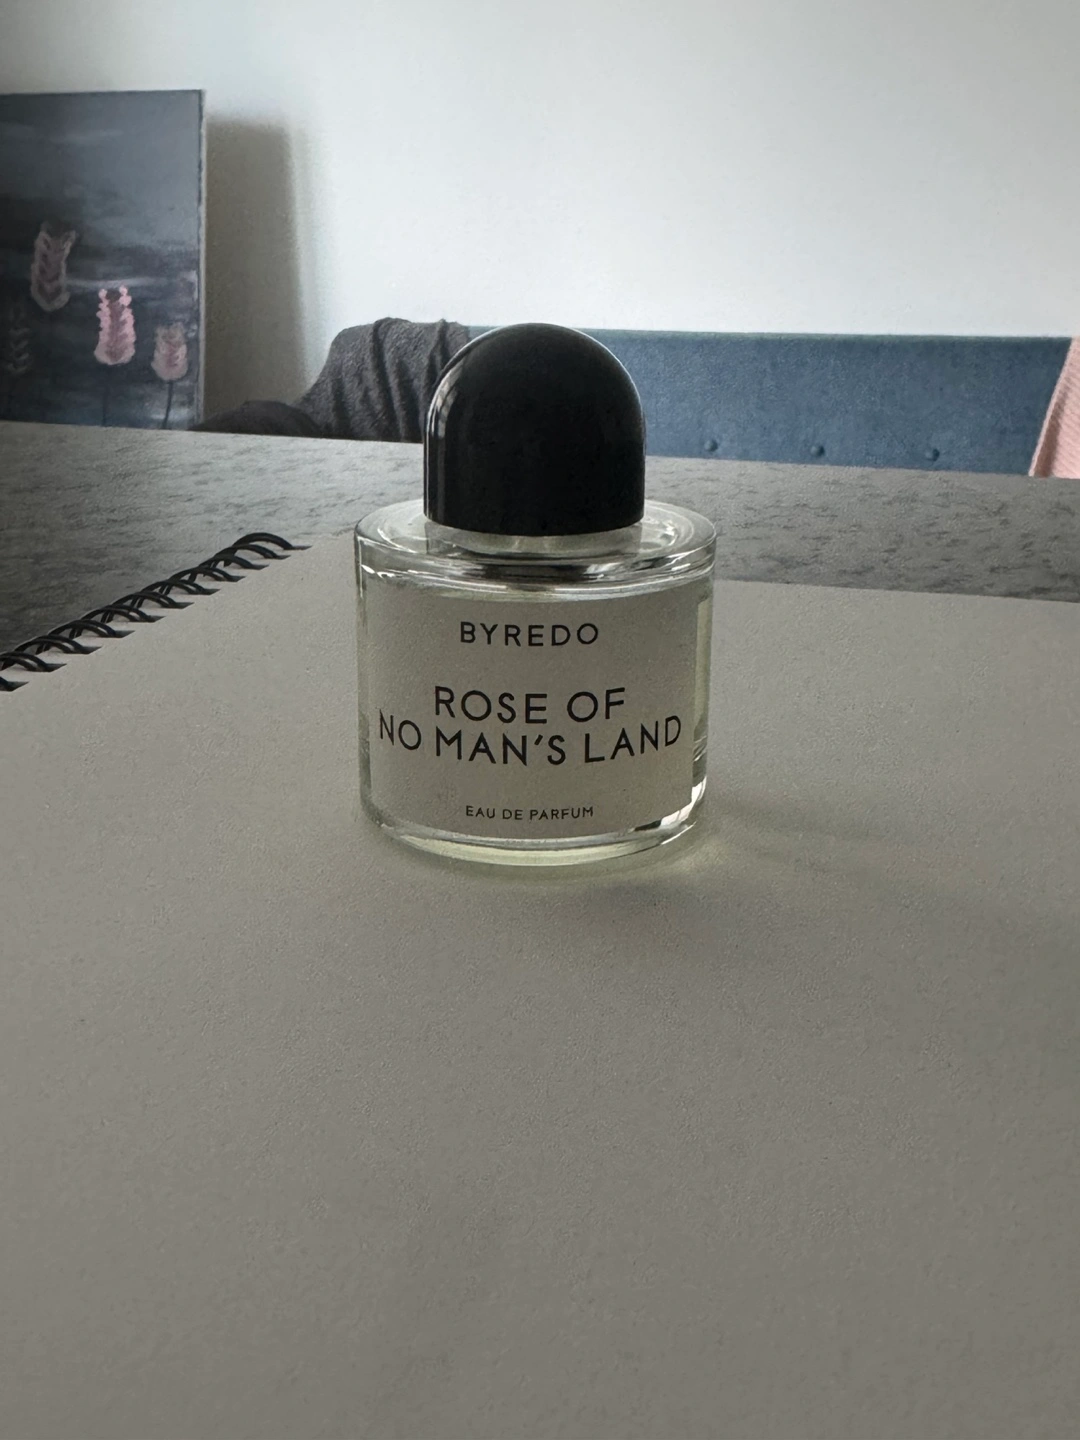 BYREDO
ROSE OF
NO MAN'S LAND
EAU DE PARFUM